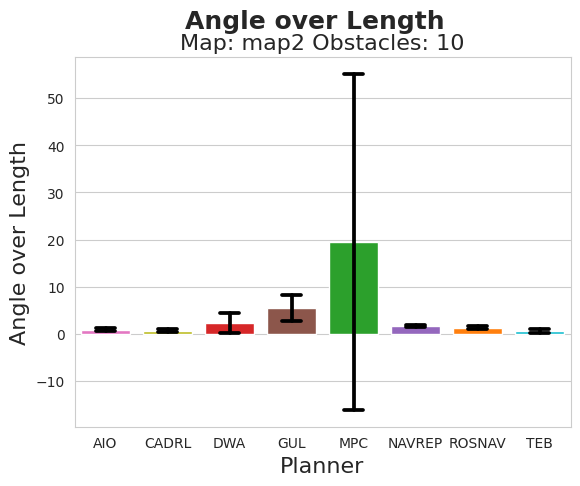 Angle over Length
Map: map2 Obstacles: 10
Angle over Length
50
40
30
20
10
0
−10
AIO CADRL DWA GUL MPC NAVREP ROSNAV TEB
Planner